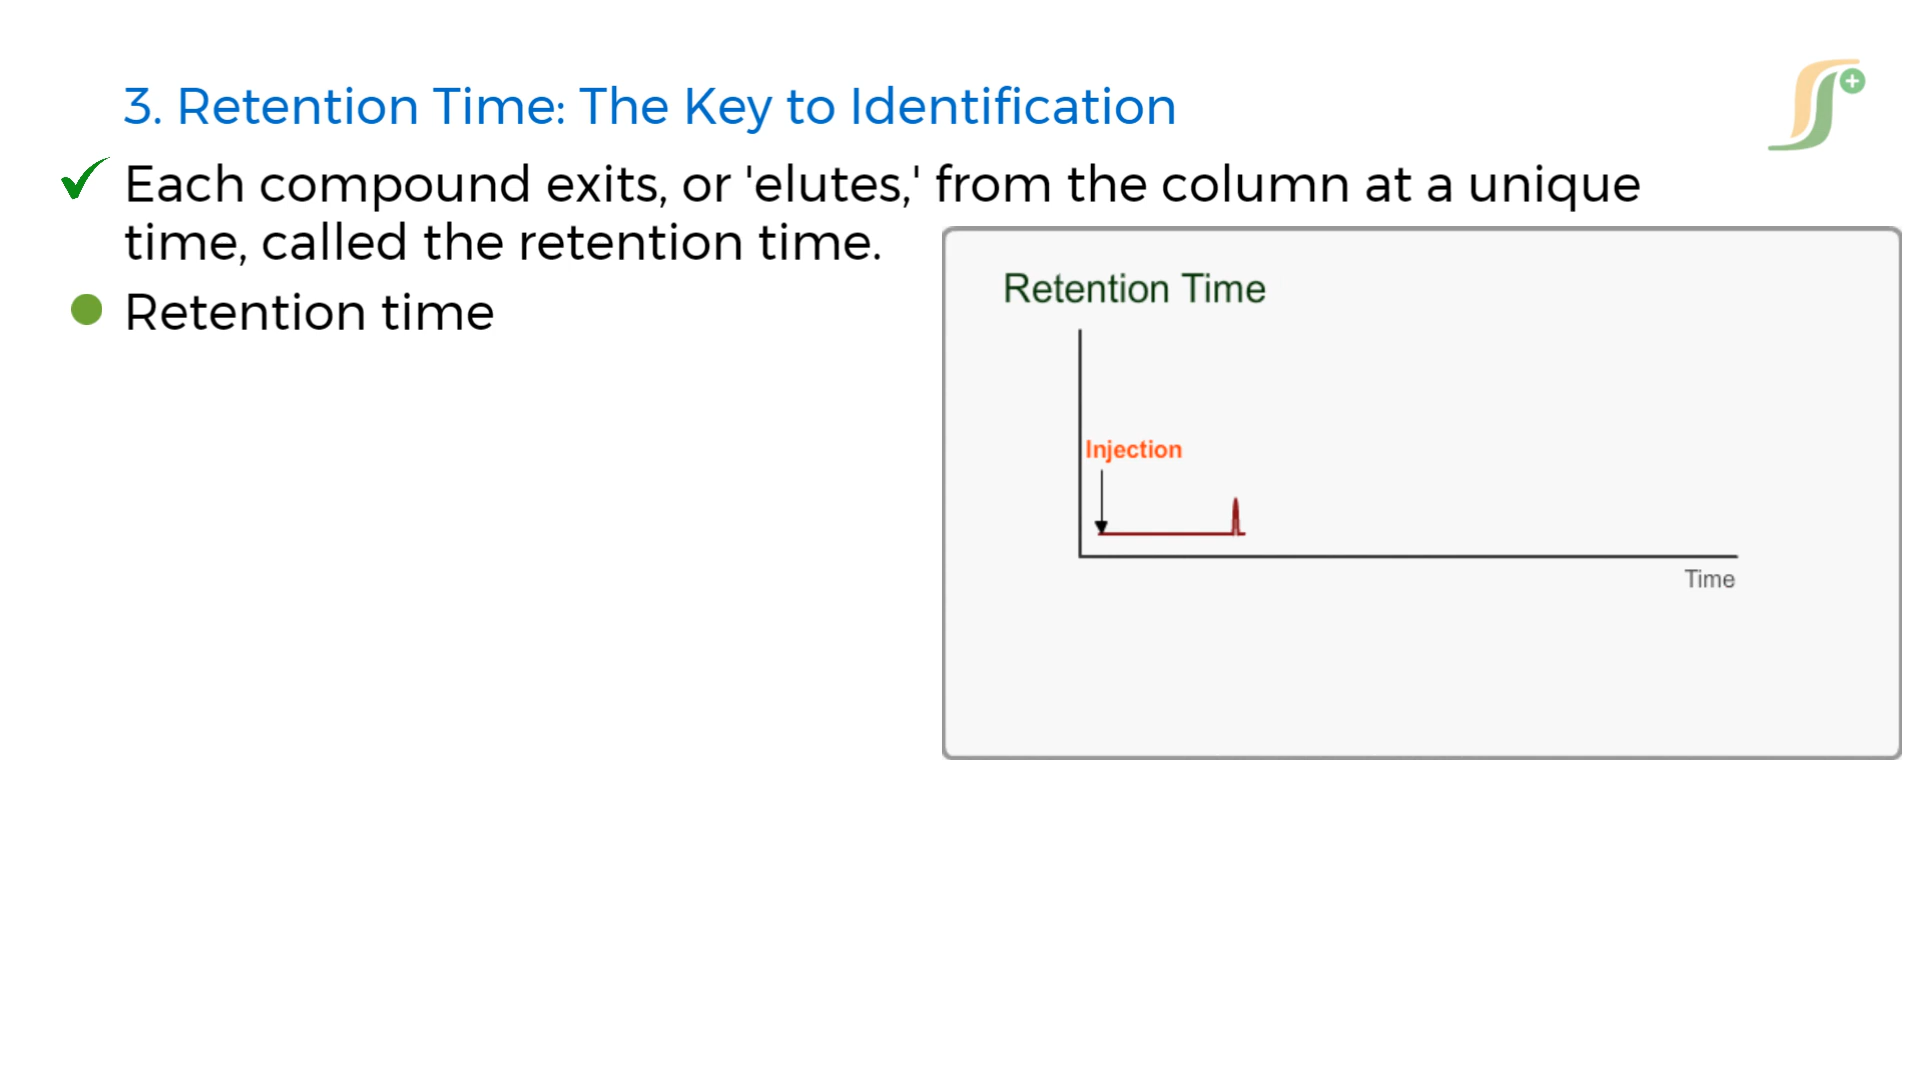 3. Retention Time: The Key to Identification
Each compound exits, or 'elutes,' from the column at a unique
time, called the retention time.
Retention time
Retention Time
Injection
Time